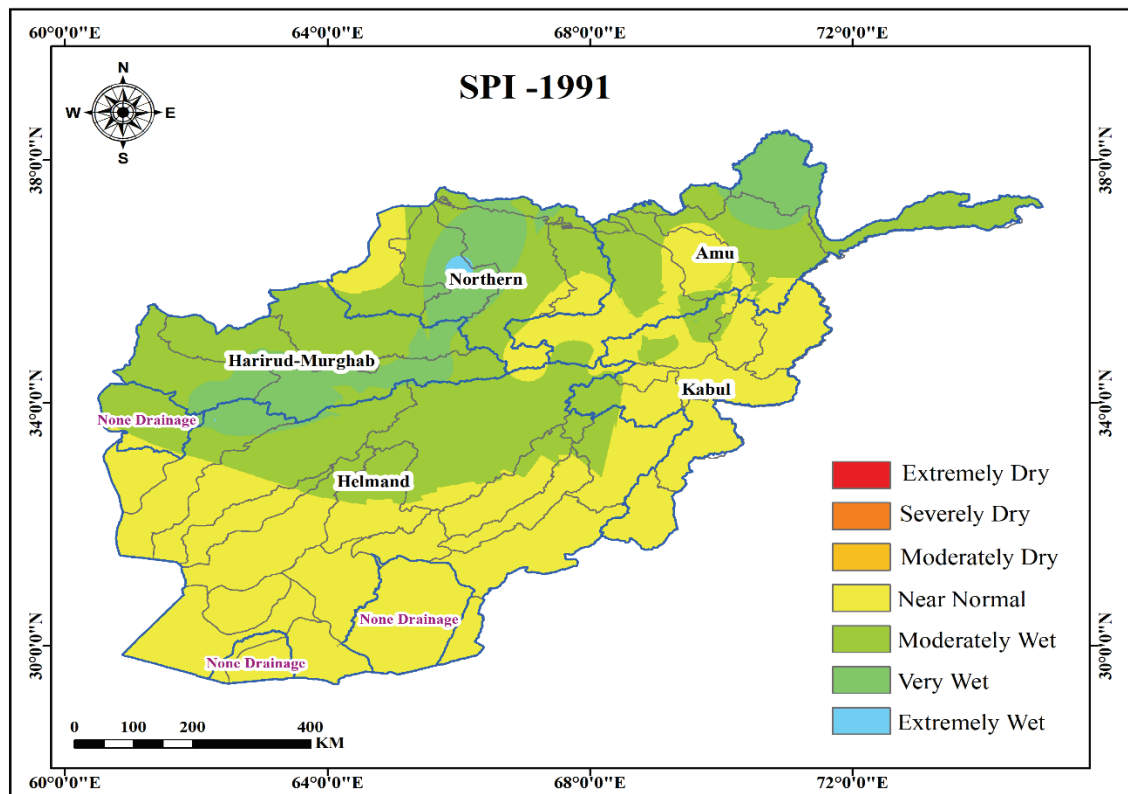 60°0'0"E 64°0'0"E 68°0'0"E 72°0'0"E
SPI -1991
N
W E
S
38°0'0"N 38°0'0"N
34°0'0"N 34°0'0"N
30°0'0"N 30°0'0"N
Amu
Northern
Harirud-Murghab
Kabul
None Drainage
Helmand
None Drainage
None Drainage
Extremely Dry
Severely Dry
Moderately Dry
Near Normal
Moderately Wet
Very Wet
Extremely Wet
0 100 200 400
KM
60°0'0"E 64°0'0"E 68°0'0"E 72°0'0"E